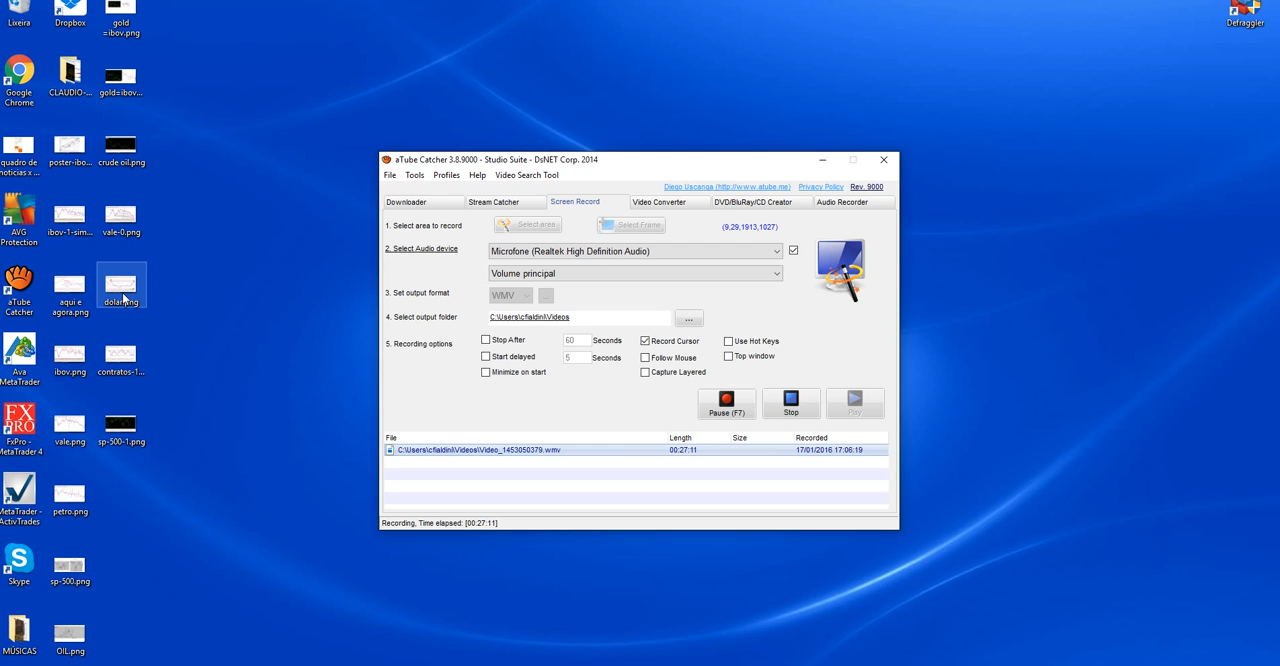 Lixeira
Dropbox
gold
=ibov.png
Defraggler
Google
Chrome
CLAUDIO-...
gold=ibov...
quadro de
noticias x ...
poster-ibo...
crude oil.png
AVG
Protection
ibov-1-sim...
vale-0.png
aTube
Catcher
aqui e
agora.png
Ava
MetaTrader
ibov.png
contratos-1...
FxPro -
MetaTrader 4
vale.png
sp-500-1.png
MetaTrader -
ActivTrades
petro.png
Skype
sp-500.png
MÚSICAS
OIL.png
aTube Catcher 3.8.9000 - Studio Suite - DsNET Corp. 2014
File Tools Profiles Help Video Search Tool
Diego Uscanga (http://www.atube.me) Privacy Policy Rev. 9000
Downloader Stream Catcher Screen Record Video Converter DVD/BluRay/CD Creator Audio Recorder
1. Select area to record Select area Select Frame (9,29,1913,1027)
2. Select Audio device Microfone (Realtek High Definition Audio)
Volume principal
3. Set output format WMV ...
4. Select output folder C:\Users\cfialdini\Videos ...
5. Recording options Stop After 60 Seconds Record Cursor Use Hot Keys
Start delayed 5 Seconds Follow Mouse Top window
Minimize on start Capture Layered
Pause (F7) Stop Play
File Length Size Recorded
C:\Users\cfialdini\Videos\Video_1453050379.wmv 00:27:11 17/01/2016 17:06:19
Recording, Time elapsed: [00:27:11]